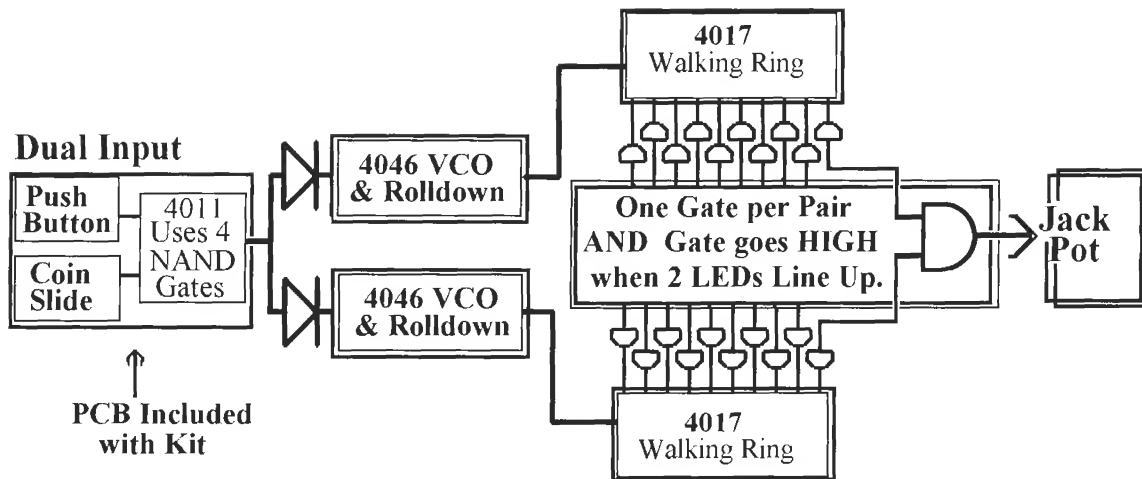 Dual Input
Push
Button
Coin
Slide
4011
Uses 4
NAND
Gates
PCB Included
with Kit
4046 VCO
& Rolldown
4046 VCO
& Rolldown
4017
Walking Ring
One Gate per Pair
AND Gate goes HIGH
when 2 LEDs Line Up.
4017
Walking Ring
Jack
Pot